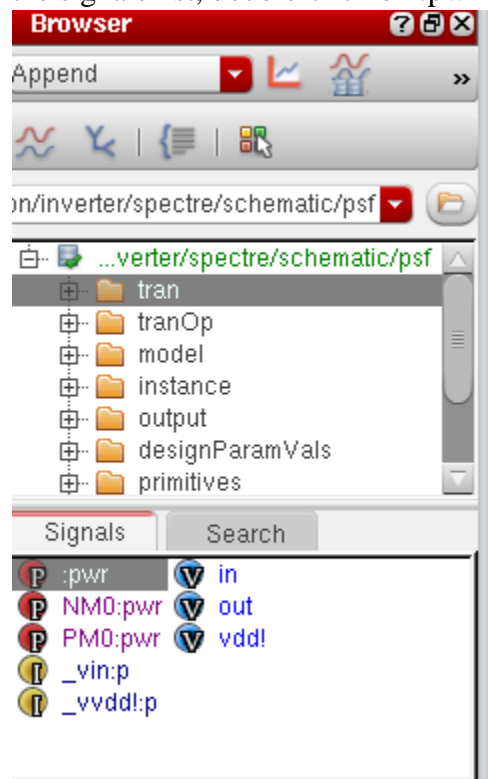 Browser
Append
»
on/inverter/spectre/schematic/psf
...verter/spectre/schematic/psf
tran
tranOp
model
instance
output
designParamVals
primitives
Signals Search
:pwr in
NM0:pwr out
PM0:pwr vdd!
_vin:p
_vvdd!:p